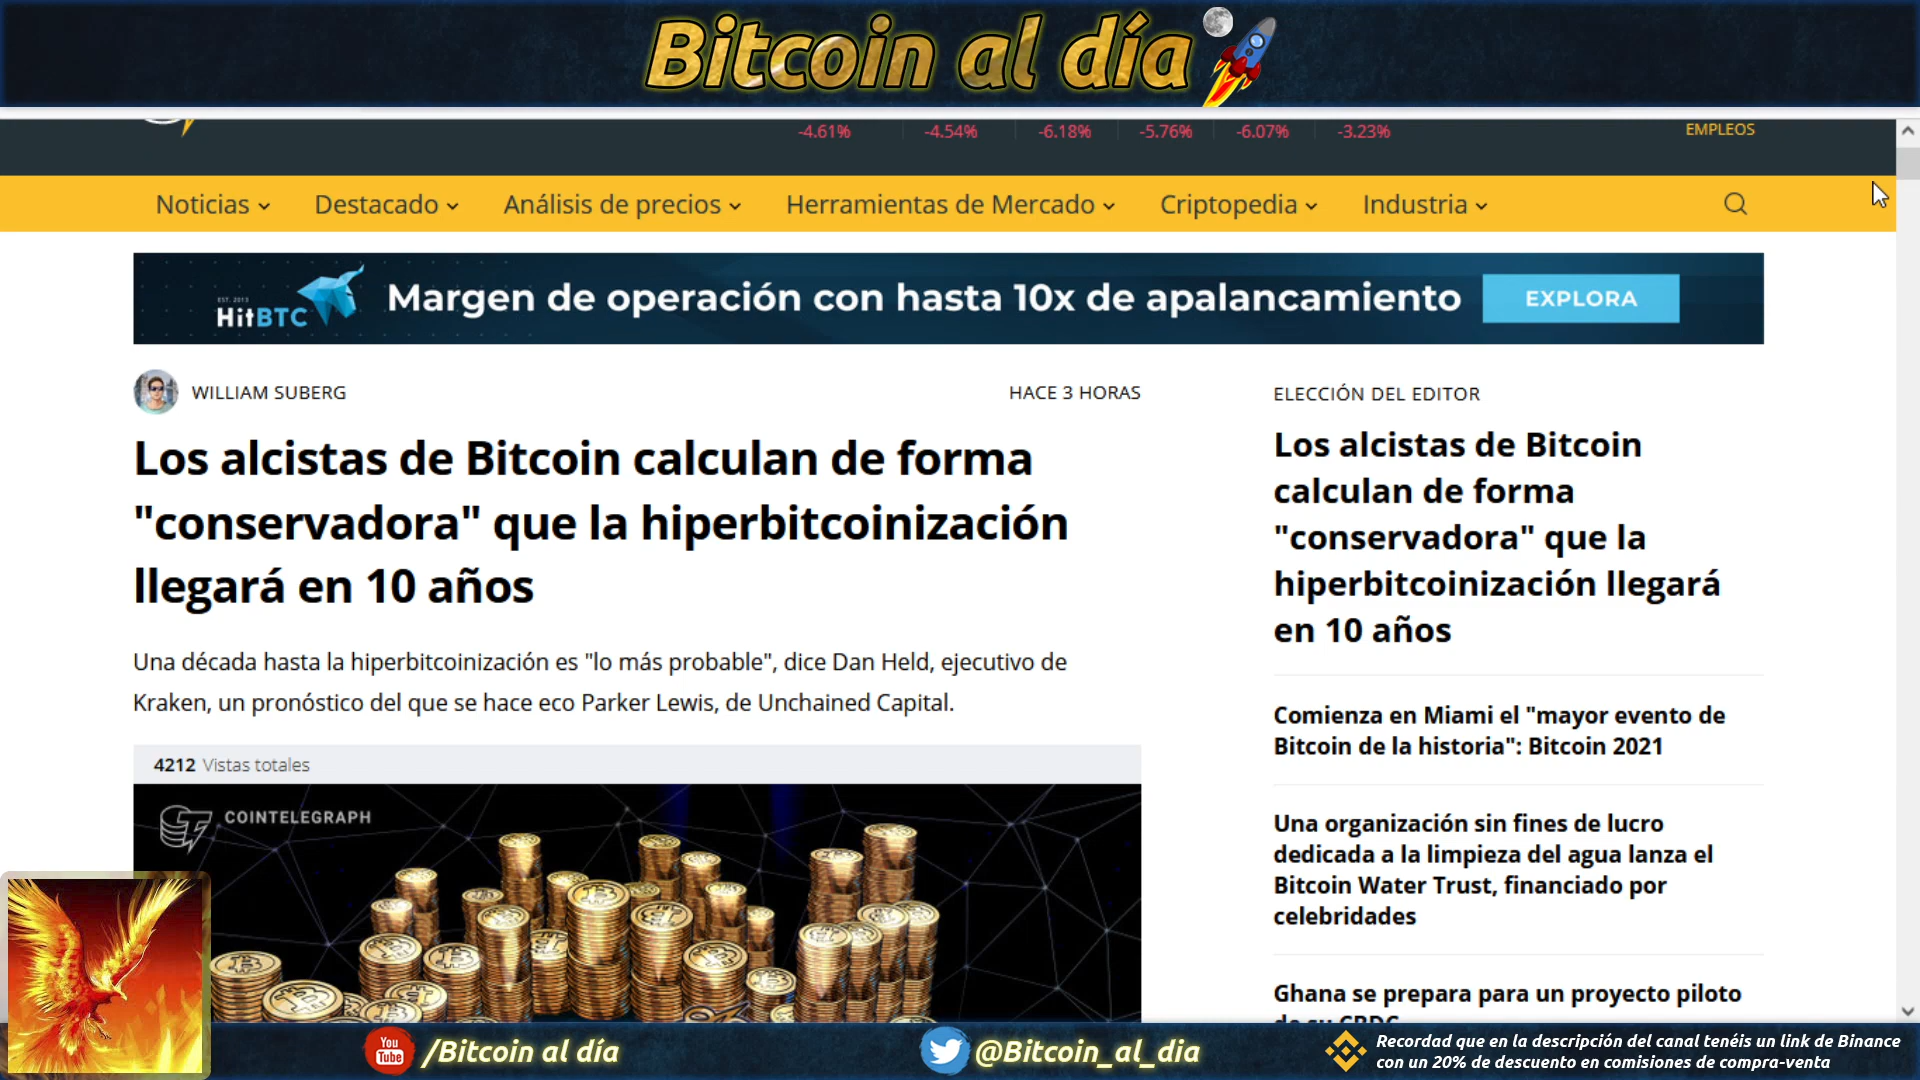 Bitcoin al día
-4.61% -4.54% -6.18% -5.76% -6.07% -3.23%
EMPLEOS
Noticias Destacado Análisis de precios Herramientas de Mercado Criptopedia Industria
EST. 2013
HitBTC
Margen de operación con hasta 10x de apalancamiento
EXPLORA
WILLIAM SUBERG
HACE 3 HORAS
Los alcistas de Bitcoin calculan de forma
"conservadora" que la hiperbitcoinización
llegará en 10 años
Una década hasta la hiperbitcoinización es "lo más probable", dice Dan Held, ejecutivo de
Kraken, un pronóstico del que se hace eco Parker Lewis, de Unchained Capital.
4212 Vistas totales
COINTELEGRAPH
ELECCIÓN DEL EDITOR
Los alcistas de Bitcoin
calculan de forma
"conservadora" que la
hiperbitcoinización llegará
en 10 años
Comienza en Miami el "mayor evento de
Bitcoin de la historia": Bitcoin 2021
Una organización sin fines de lucro
dedicada a la limpieza del agua lanza el
Bitcoin Water Trust, financiado por
celebridades
Ghana se prepara para un proyecto piloto
de su CBDC
You
Tube
/Bitcoin al día
@Bitcoin_al_dia
Recordad que en la descripción del canal tenéis un link de Binance
con un 20% de descuento en comisiones de compra-venta